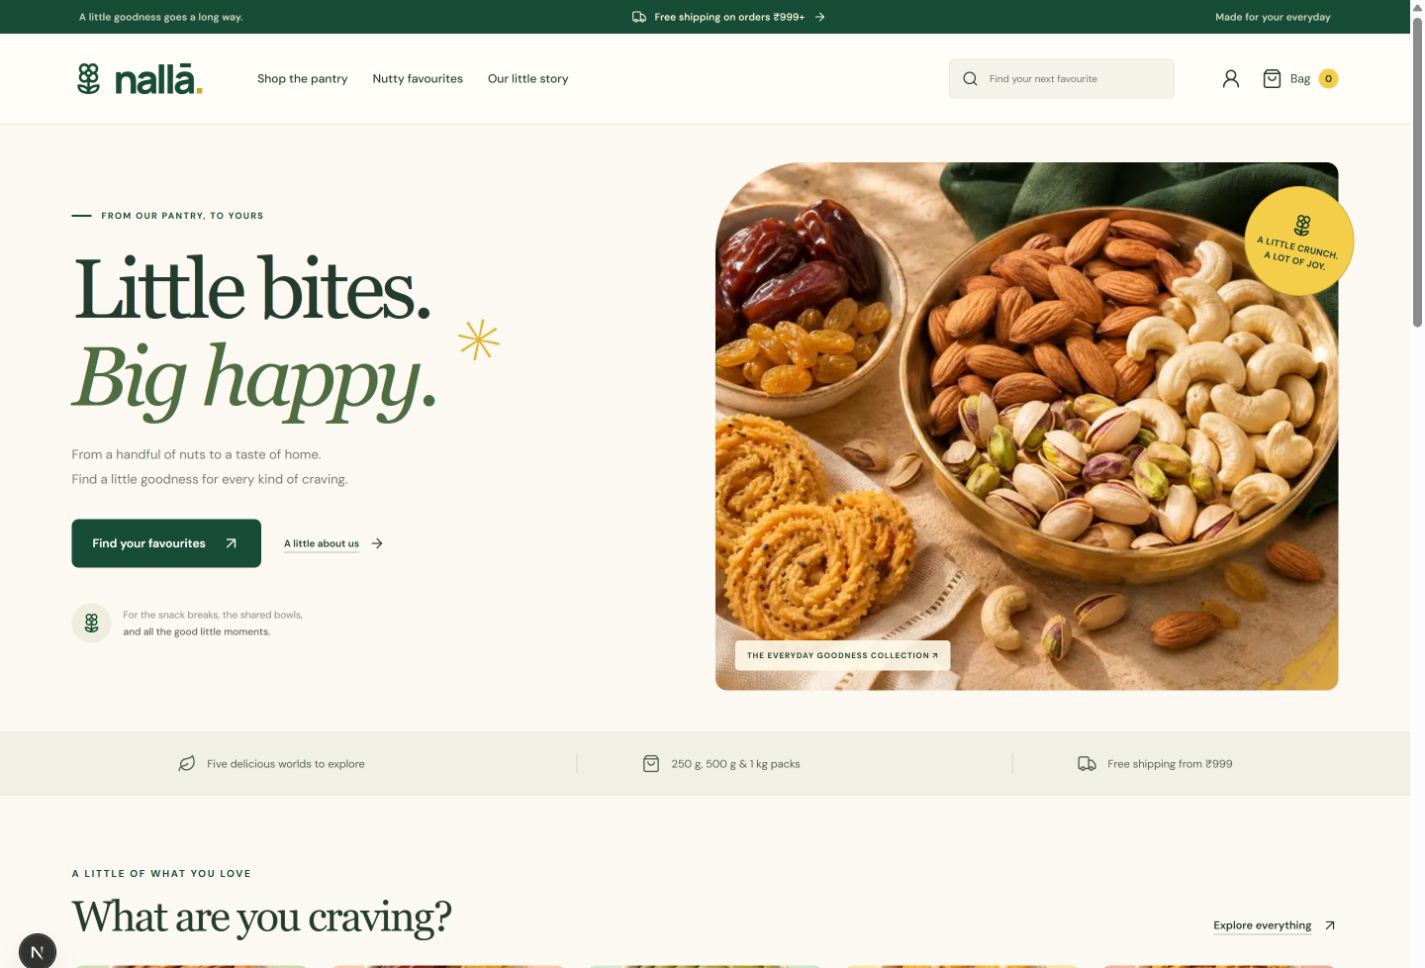 A little goodness goes a long way.
Free shipping on orders ₹999+
Made for your everyday
nallā.
Shop the pantry
Nutty favourites
Our little story
Find your next favourite
Bag
0
FROM OUR PANTRY, TO YOURS
Little bites.
Big happy.
From a handful of nuts to a taste of home.
Find a little goodness for every kind of craving.
Find your favourites
A little about us
For the snack breaks, the shared bowls,
and all the good little moments.
A LITTLE CRUNCH.
A LOT OF JOY.
THE EVERYDAY GOODNESS COLLECTION
Five delicious worlds to explore
250 g, 500 g & 1 kg packs
Free shipping from ₹999
A LITTLE OF WHAT YOU LOVE
What are you craving?
Explore everything
N